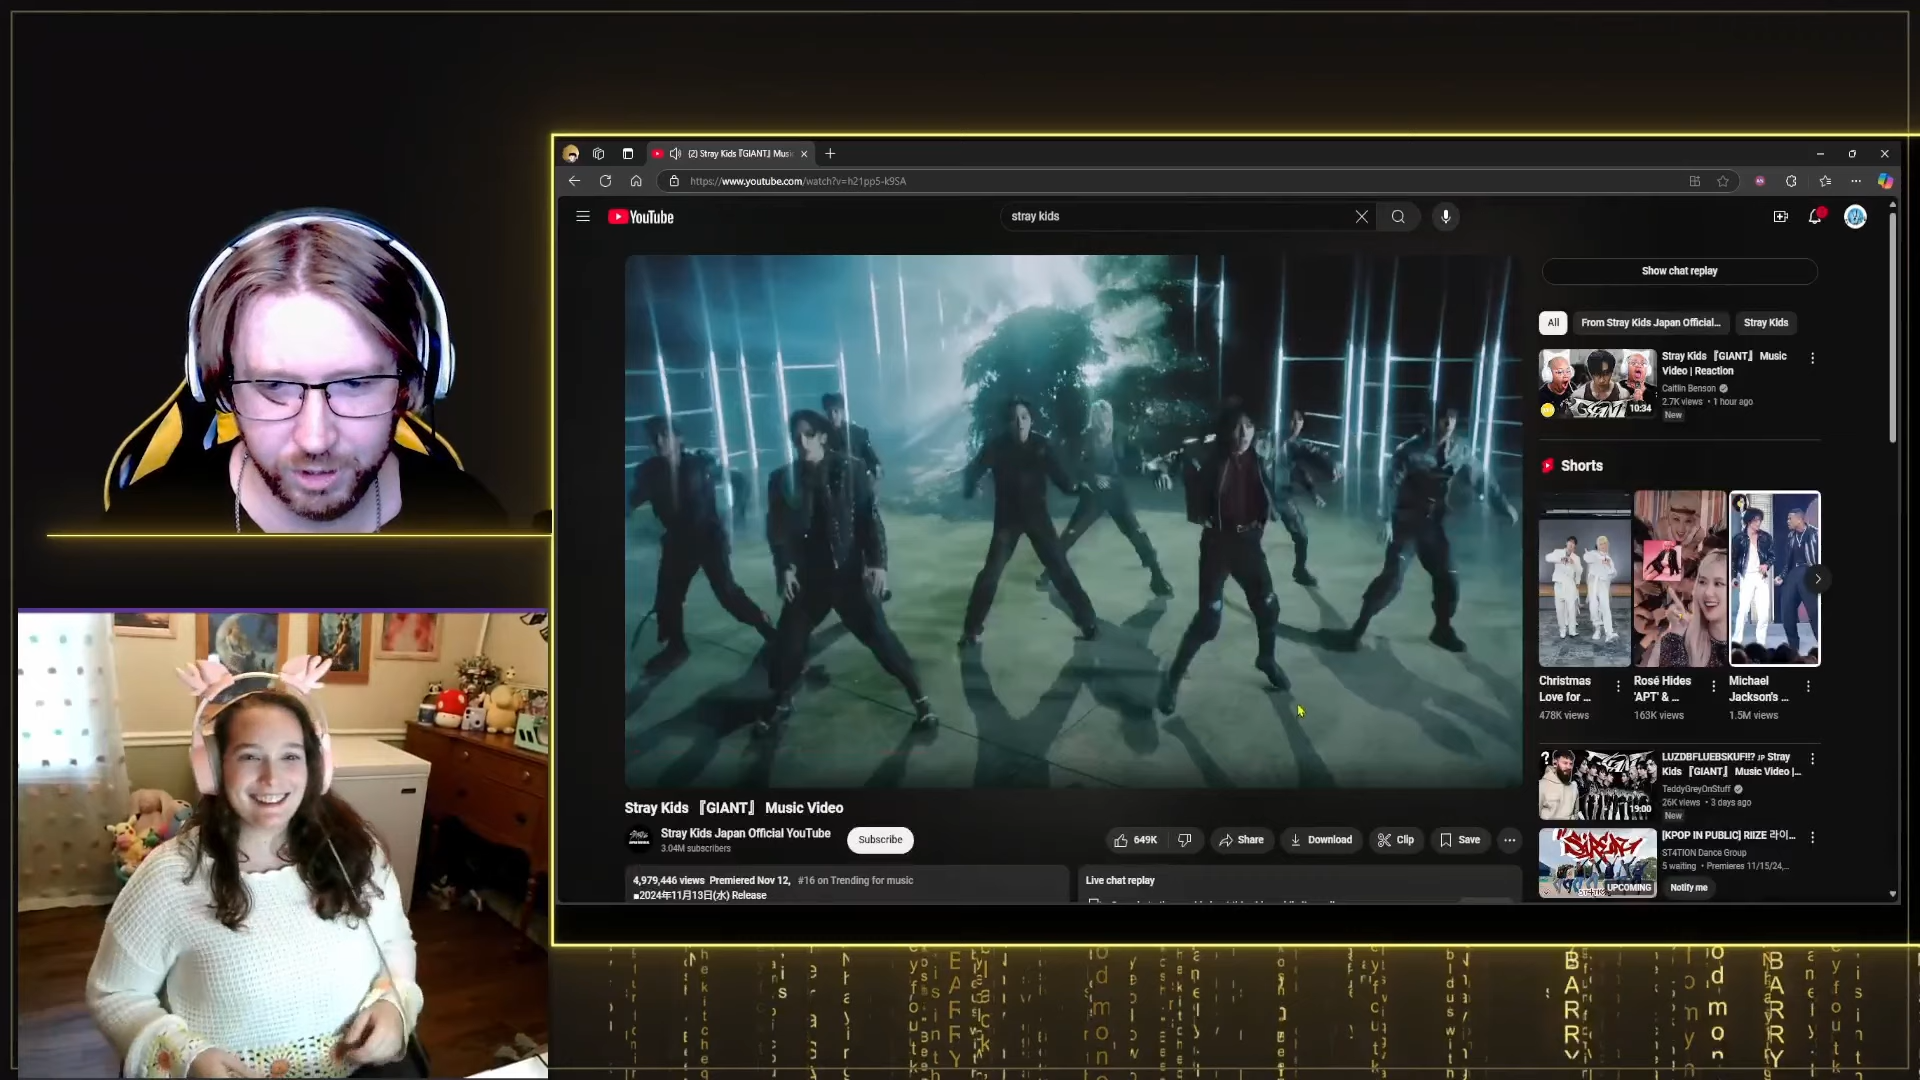 (2) Stray Kids『GIANT』Music
https://www.youtube.com/watch?v=h21pp5-k9SA
YouTube
stray kids
Show chat replay
All
From Stray Kids Japan Official...
Stray Kids
Stray Kids 『GIANT』 Music
Video | Reaction
Caitlin Benson
2.7K views • 1 hour ago
New
10:34
Shorts
Christmas
Love for ...
478K views
Rosé Hides
'APT' & ...
163K views
Michael
Jackson's ...
1.5M views
LUZDBFLUEBSKUF!!? JP Stray
Kids 『GIANT』 Music Video |...
TeddyGreyOnStuff
26K views • 3 days ago
New
19:00
[KPOP IN PUBLIC] RIIZE 라이...
ST4TION Dance Group
5 waiting • Premieres 11/15/24,...
UPCOMING
Notify me
Stray Kids 『GIANT』 Music Video
Stray Kids Japan Official YouTube
3.04M subscribers
Subscribe
649K
Share
Download
Clip
Save
4,979,446 views Premiered Nov 12, #16 on Trending for music
■2024年11月13日(水) Release
Live chat replay
BARRY
BARRY